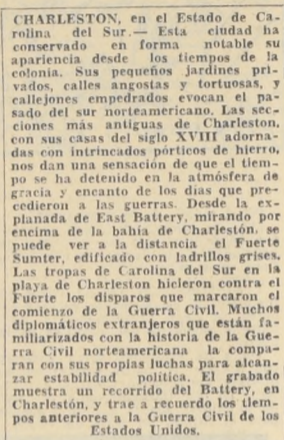 CHARLESTON, en el Estado de Ca-
rolina del Sur.— Esta ciudad ha
conservado en forma notable su
apariencia desde los tiempos de la
colonia. Sus pequeños jardines pri-
vados, calles angostas y tortuosas, y
callejones empedrados evocan el pa-
sado del sur norteamericano. Las sec-
ciones más antiguas de Charleston,
con sus casas del siglo XVIII adorna-
das con intrincados pórticos de hierro,
nos dan una sensación de que el tiem-
po se ha detenido en la atmósfera de
gracia y encanto de los días que pre-
cedieron a las guerras. Desde la ex-
planada de East Battery, mirando por
encima de la bahía de Charlestón, se
puede ver a la distancia el Fuerte
Sumter, edificado con ladrillos grises.
Las tropas de Carolina del Sur en la
playa de Charleston hicieron contra el
Fuerte los disparos que marcaron el
comienzo de la Guerra Civil. Muchos
diplomáticos extranjeros que están fa-
miliarizados con la historia de la Gue-
rra Civil norteamericana la compa-
ran con sus propias luchas para alcan-
zar estabilidad política. El grabado
muestra un recorrido del Battery, en
Charlestón, y trae a recuerdo los tiem-
pos anteriores a la Guerra Civil de los
Estados Unidos.